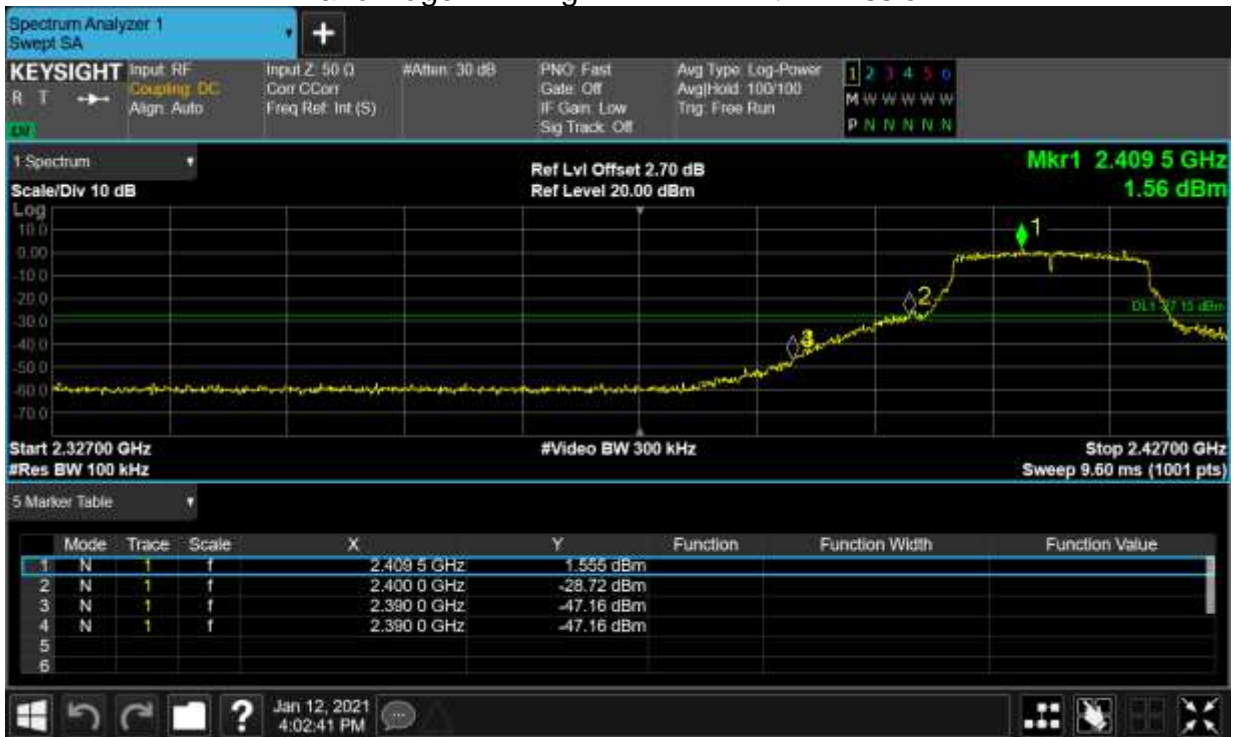 Spectrum Analyzer 1
Swept SA
+
KEYSIGHT Input: RF Input Z: 50 Ω #Atten: 30 dB PNO: Fast Avg Type: Log-Power 1 2 3 4 5 6
R T Coupling: DC Corr CCorr Gate: Off Avg|Hold: 100/100 M W W W W W
Align: Auto Freq Ref: Int (S) IF Gain: Low Trig: Free Run P N N N N N
Sig Track: Off
1 Spectrum Ref Lvl Offset 2.70 dB Mkr1 2.409 5 GHz
Scale/Div 10 dB Ref Level 20.00 dBm 1.56 dBm
Log
10.0
0.00
-10.0
-20.0
-30.0
-40.0
-50.0
-60.0
-70.0
1
2
3
DL1 -27.15 dBm
Start 2.32700 GHz #Video BW 300 kHz Stop 2.42700 GHz
#Res BW 100 kHz Sweep 9.60 ms (1001 pts)
5 Marker Table
Mode Trace Scale X Y Function Function Width Function Value
1 N 1 f 2.409 5 GHz 1.555 dBm
2 N 1 f 2.400 0 GHz -28.72 dBm
3 N 1 f 2.390 0 GHz -47.16 dBm
4 N 1 f 2.390 0 GHz -47.16 dBm
5
6
? Jan 12, 2021
4:02:41 PM